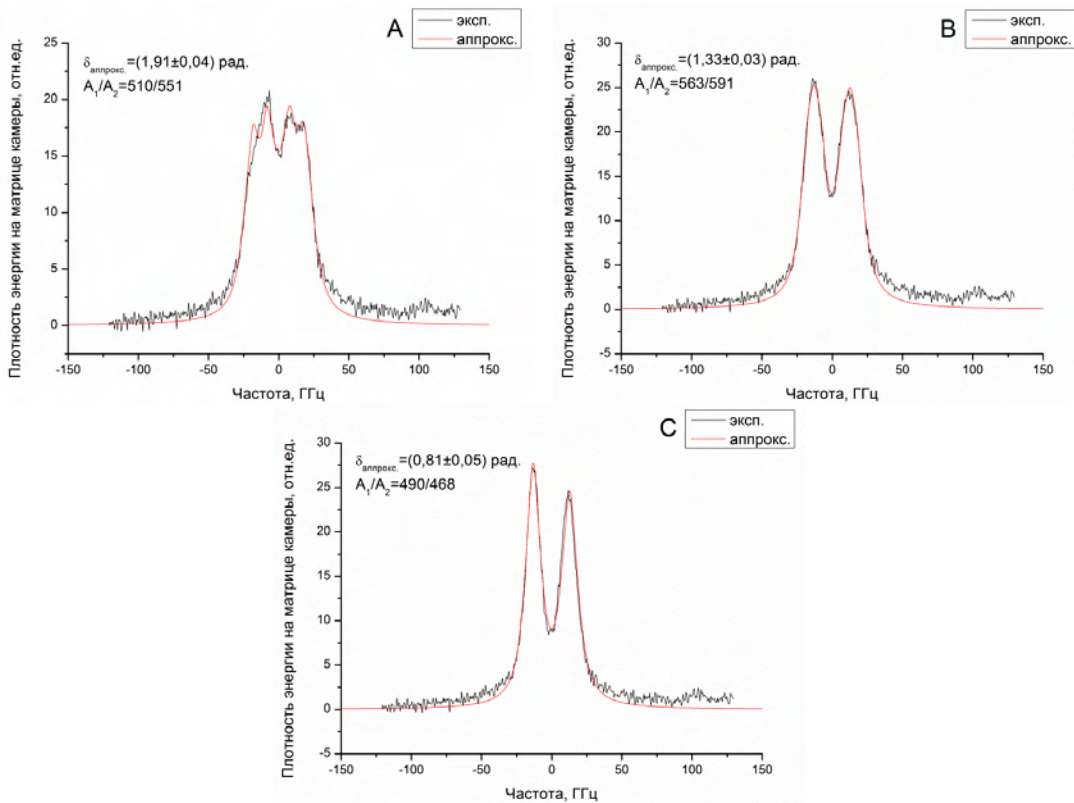 A
эксп.
аппрокс.
δаппрокс.=(1,91±0,04) рад.
A1/A2=510/551
Плотность энергии на матрице камеры, отн.ед.
25
20
15
10
5
0
-150 -100 -50 0 50 100 150
Частота, ГГц
B
эксп.
аппрокс.
δаппрокс.=(1,33±0,03) рад.
A1/A2=563/591
Плотность энергии на матрице камеры, отн.ед.
30
25
20
15
10
5
0
-5
-150 -100 -50 0 50 100 150
Частота, ГГц
C
эксп.
аппрокс.
δаппрокс.=(0,81±0,05) рад.
A1/A2=490/468
Плотность энергии на матрице камеры, отн.ед.
30
25
20
15
10
5
0
-5
-150 -100 -50 0 50 100 150
Частота, ГГц